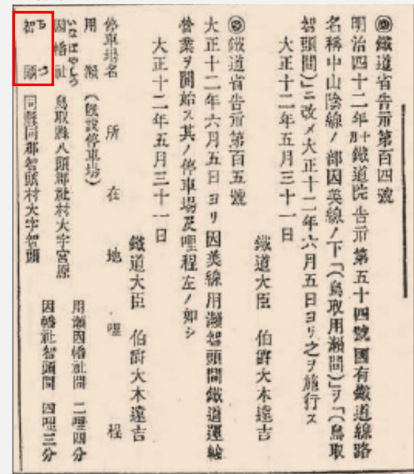 ◉鐵道省告示第百四號
明治四十二年十月鐵道院告示第五十四號國有鐵道線路
名稱中山陰線ノ部因美線ノ下「(鳥取用瀨間)」ヲ「(鳥取
智頭間)」ニ改メ大正十二年六月五日ヨリ之ヲ施行ス
大正十二年五月三十一日
鐵道大臣 伯爵大木遠吉
◉鐵道省告示第百五號
大正十二年六月五日ヨリ因美線用瀨智頭間鐵道運輸
營業ヲ開始ス其ノ停車場及哩程左ノ如シ
大正十二年五月三十一日
鐵道大臣 伯爵大木遠吉
停車場名 所在地 哩程
用瀨 (既設停車場)
用瀨因幡社間 二哩四分
因幡社 いなばやしろ 鳥取縣八頭郡社村大字宮原
因幡社智頭間 四哩三分
智頭 ちづ 同縣同郡智頭村大字智頭